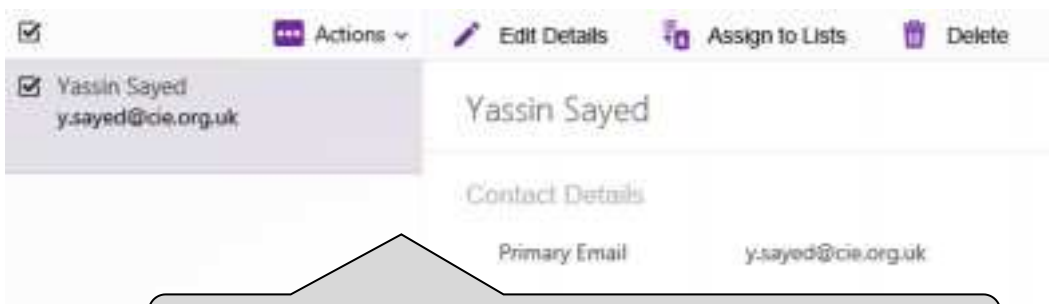 Actions
Edit Details
Assign to Lists
Delete
Yassin Sayed
y.sayed@cie.org.uk
Yassin Sayed
Contact Details
Primary Email y.sayed@cie.org.uk